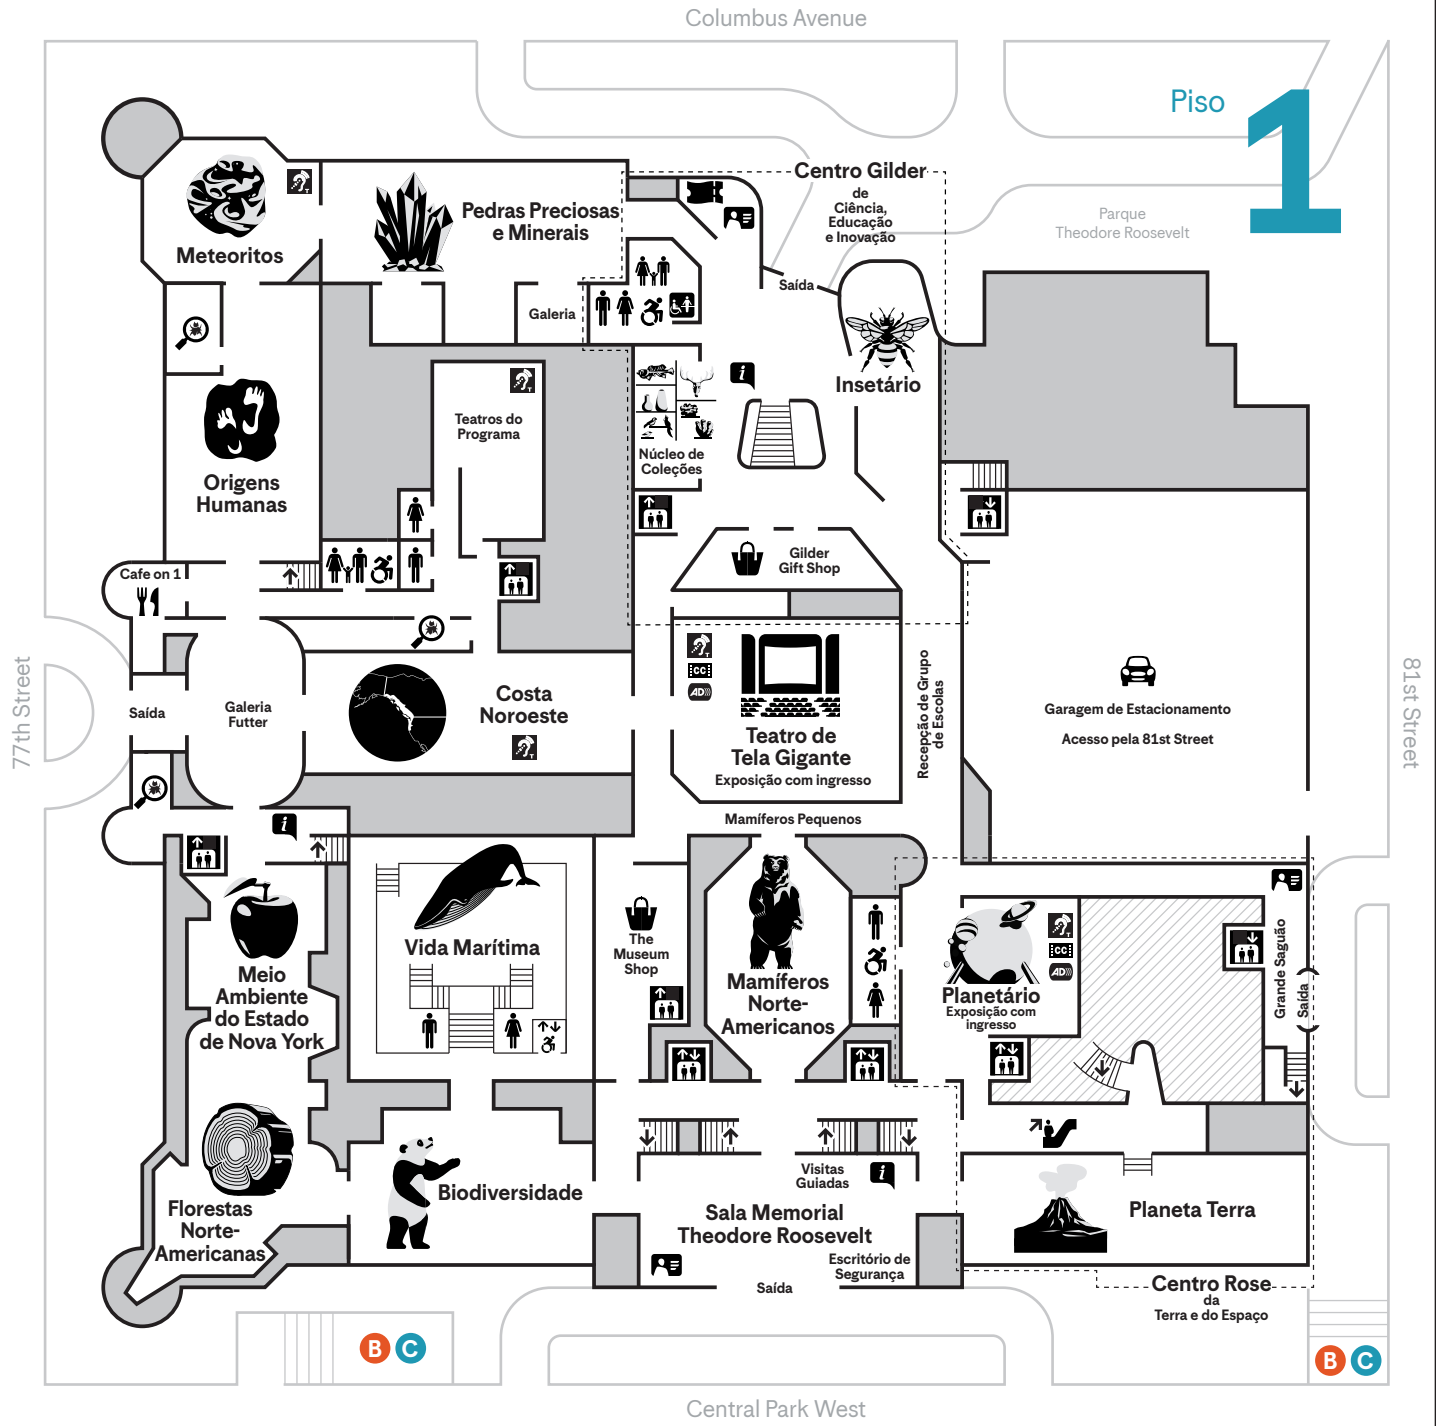 Columbus Avenue
Piso
1
Centro Gilder
de
Ciência,
Educação
e Inovação
Parque
Theodore Roosevelt
Pedras Preciosas
e Minerais
Meteoritos
Saída
Galeria
Insetário
i
Teatros do
Programa
Núcleo de
Coleções
Origens
Humanas
Gilder
Gift Shop
Cafe on 1
77th Street
Saída
Galeria
Futter
Costa
Noroeste
CC
AD
Teatro de
Tela Gigante
Exposição com ingresso
Recepção de Grupo
de Escolas
Garagem de Estacionamento
Acesso pela 81st Street
81st Street
Mamíferos Pequenos
i
Vida Marítima
The
Museum
Shop
Meio
Ambiente
do Estado
de Nova York
Mamíferos
Norte-
Americanos
CC
AD
Planetário
Exposição com
ingresso
Grande Saguão
Saída
Visitas
Guiadas
i
Biodiversidade
Florestas
Norte-
Americanas
Sala Memorial
Theodore Roosevelt
Escritório de
Segurança
Saída
Planeta Terra
Centro Rose
da
Terra e do Espaço
B C
B C
Central Park West